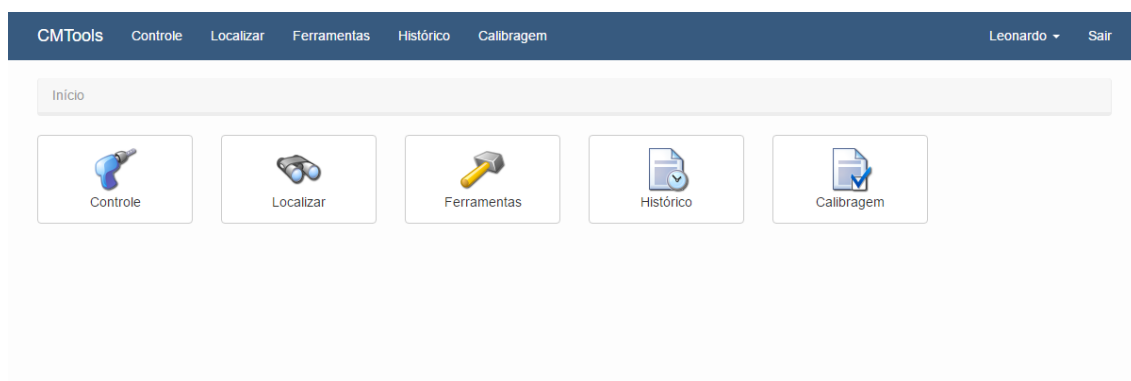 CMTools Controle Localizar Ferramentas Histórico Calibragem Leonardo Sair
Início
Controle Localizar Ferramentas Histórico Calibragem